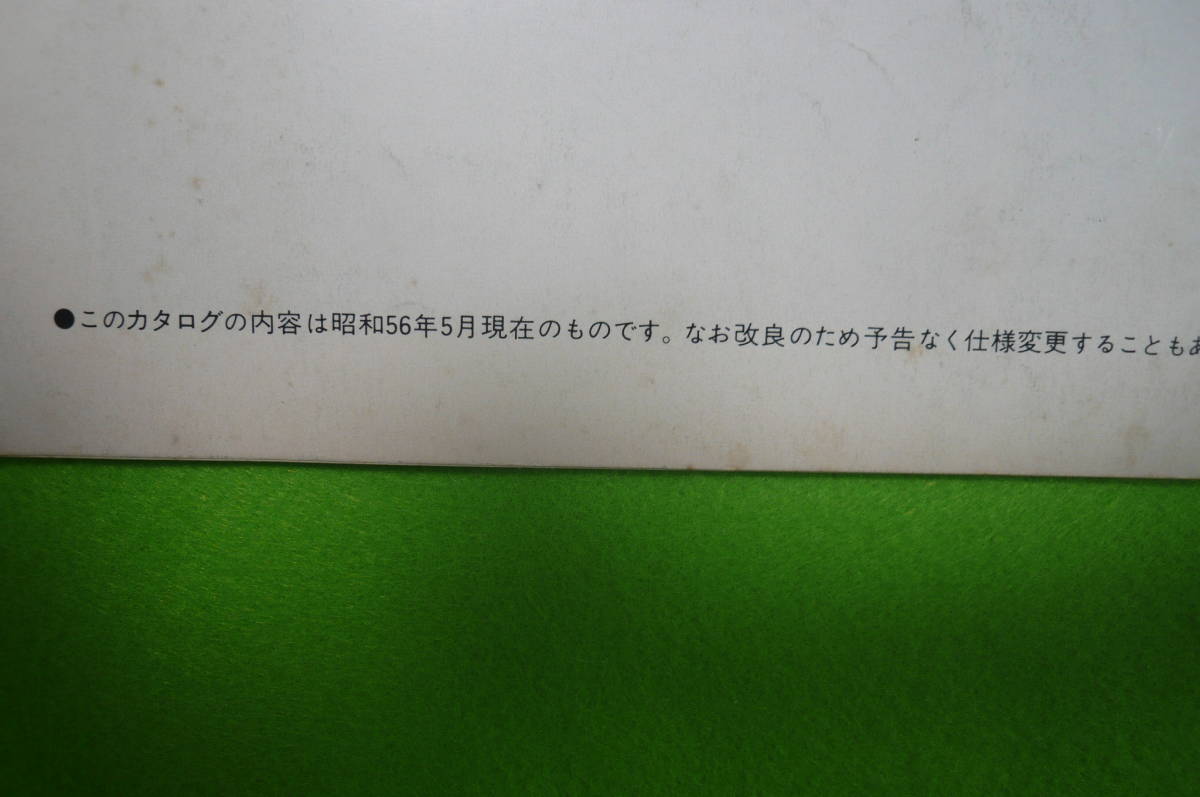 ●このカタログの内容は昭和56年5月現在のものです。なお改良のため予告なく仕様変更することもあ